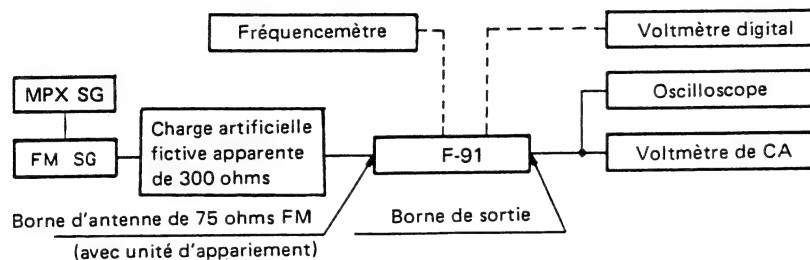 Fréquencemètre
Voltmètre digital
MPX SG
Oscilloscope
Charge artificielle
fictive apparente
de 300 ohms
FM SG
F-91
Voltmètre de CA
Borne d'antenne de 75 ohms FM
(avec unité d'appariement)
Borne de sortie